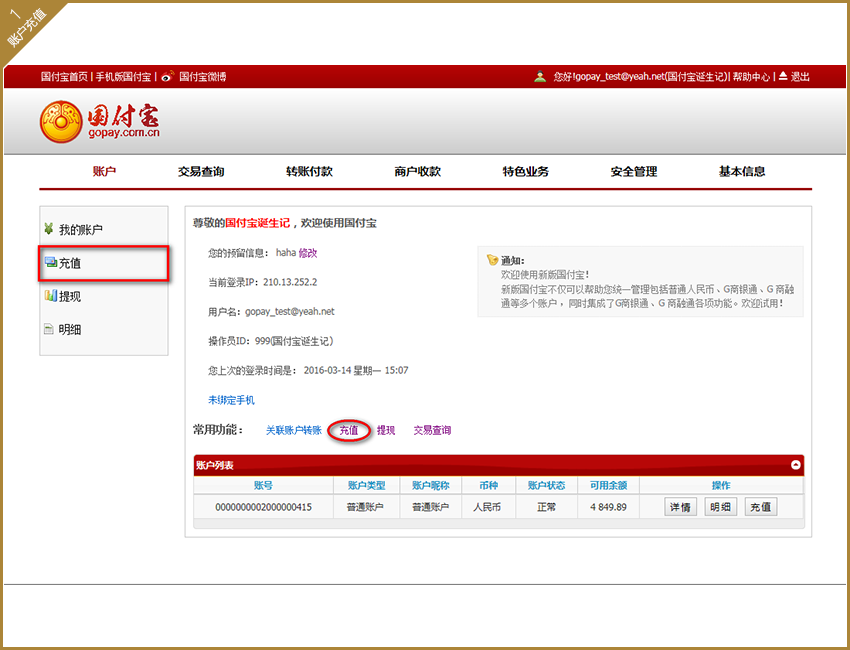 1
账户充值
国付宝首页 | 手机版国付宝 | 国付宝微博
您好!gopay_test@yeah.net(国付宝诞生记)| 帮助中心 | 退出
国付宝
gopay.com.cn
账户 交易查询 转账付款 商户收款 特色业务 安全管理 基本信息
我的账户
充值
提现
明细
尊敬的国付宝诞生记，欢迎使用国付宝
您的预留信息： haha 修改
当前登录IP：210.13.252.2
用户名：gopay_test@yeah.net
操作员ID：999(国付宝诞生记)
您上次的登录时间是： 2016-03-14 星期一 15:07
未绑定手机
通知:
欢迎使用新版国付宝！
新版国付宝不仅可以帮助您统一管理包括普通人民币、G商银通、G 商融
通等多个账户，同时集成了G商银通、G 商融通各项功能。欢迎试用！
常用功能： 关联账户转账 充值 提现 交易查询
账户列表
账号 账户类型 账户昵称 币种 账户状态 可用余额 操作
0000000002000000415 普通账户 普通账户 人民币 正常 4 849.89 详情 明细 充值